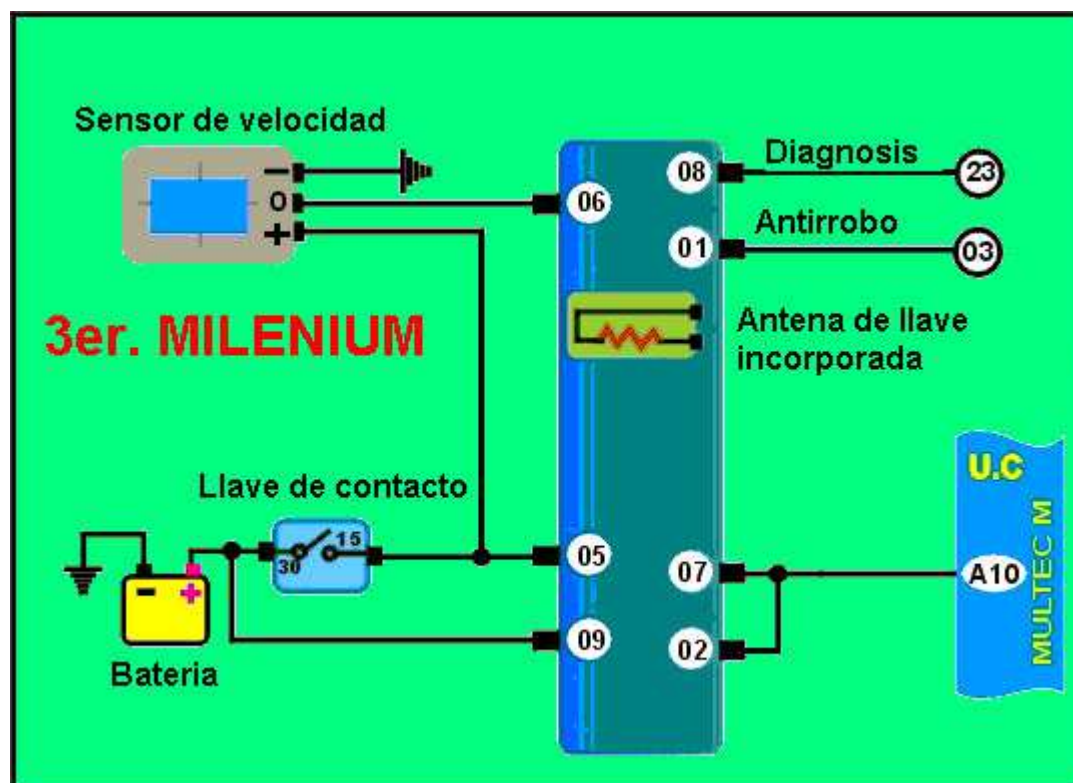 Sensor de velocidad
−
0
+
06
08
Diagnosis
23
01
Antirrobo
03
3er. MILENIUM
Antena de llave
incorporada
Llave de contacto
30
15
05
09
-
+
Bateria
07
02
U.C
MULTEC M
A10